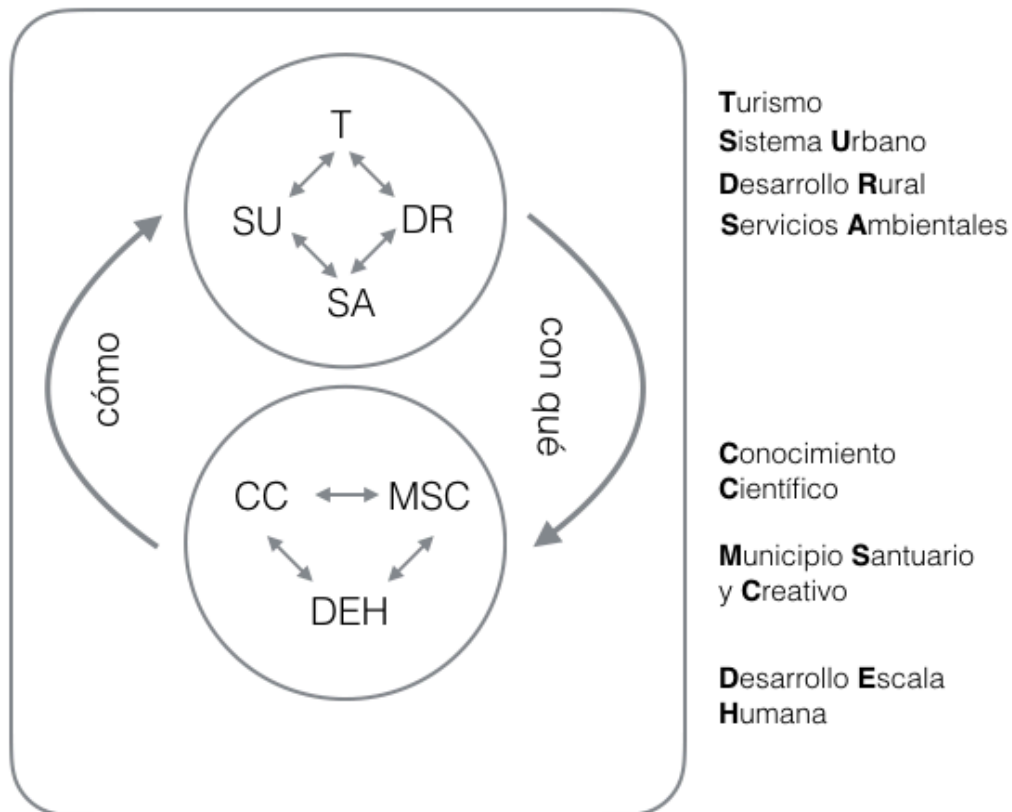 T
SU
DR
SA
cómo
con qué
CC
MSC
DEH
Turismo
Sistema Urbano
Desarrollo Rural
Servicios Ambientales
Conocimiento
Científico
Municipio Santuario
y Creativo
Desarrollo Escala
Humana